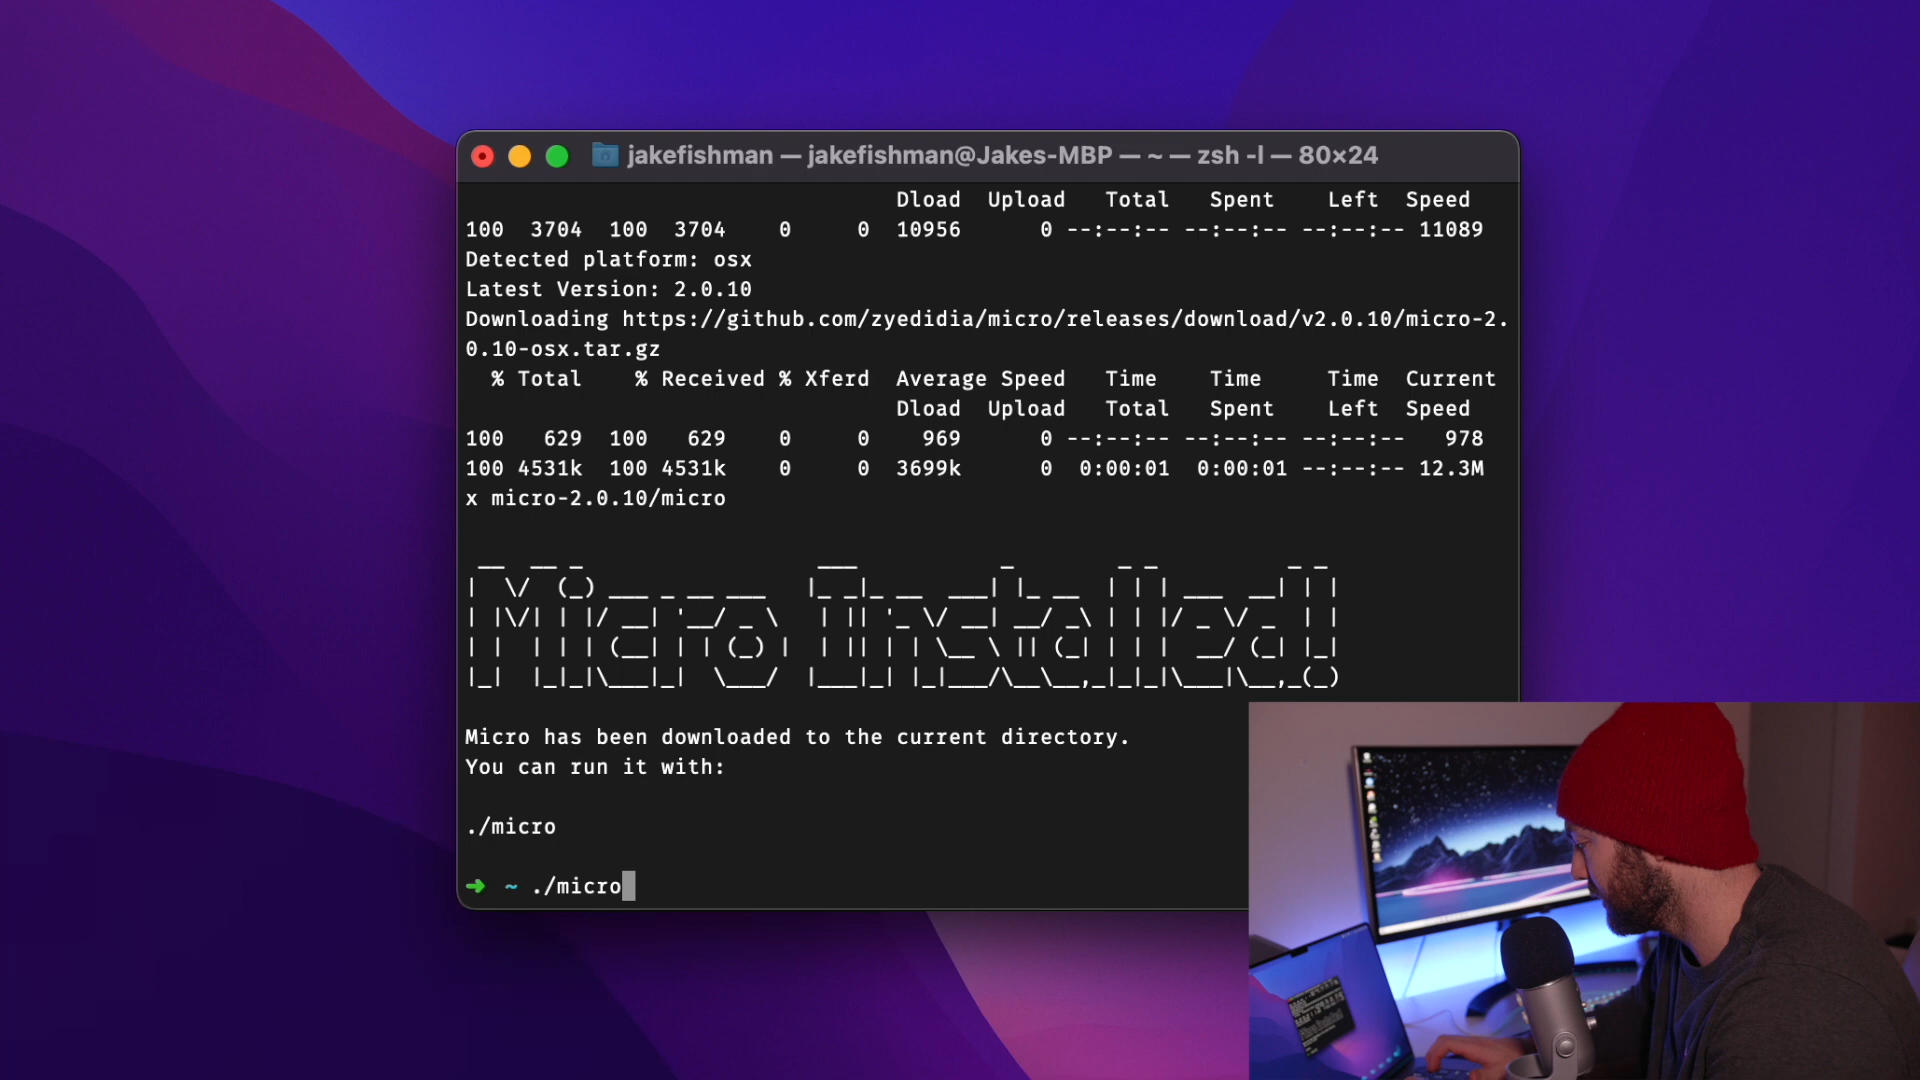 jakefishman — jakefishman@Jakes-MBP — ~ — zsh -l — 80×24
Dload  Upload   Total   Spent    Left  Speed
100  3704  100  3704    0     0  10956      0 --:--:-- --:--:-- --:--:-- 11089
Detected platform: osx
Latest Version: 2.0.10
Downloading https://github.com/zyedidia/micro/releases/download/v2.0.10/micro-2.
0.10-osx.tar.gz
% Total    % Received % Xferd  Average Speed   Time    Time     Time  Current
Dload  Upload   Total   Spent    Left  Speed
100   629  100   629    0     0    969      0 --:--:-- --:--:-- --:--:--   978
100 4531k  100 4531k    0     0  3699k      0  0:00:01  0:00:01 --:--:-- 12.3M
x micro-2.0.10/micro
Micro Installed!
Micro has been downloaded to the current directory.
You can run it with:
./micro
➜  ~ ./micro